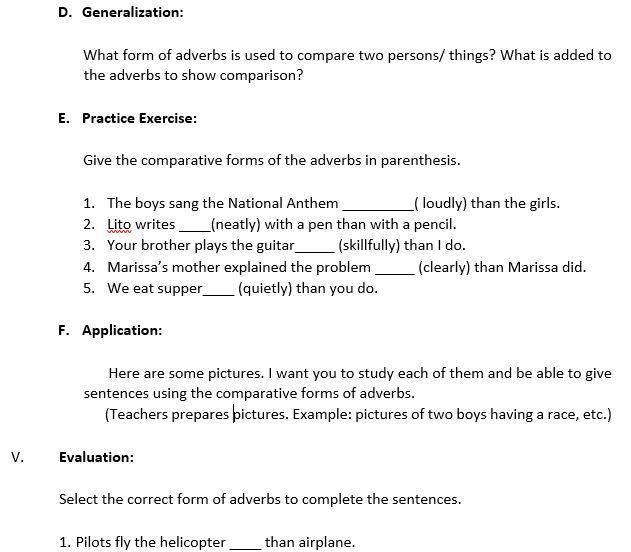 D. Generalization:
What form of adverbs is used to compare two persons/ things? What is added to
the adverbs to show comparison?
E. Practice Exercise:
Give the comparative forms of the adverbs in parenthesis.
1. The boys sang the National Anthem __________( loudly) than the girls.
2. Lito writes ____(neatly) with a pen than with a pencil.
3. Your brother plays the guitar_____ (skillfully) than I do.
4. Marissa’s mother explained the problem _____ (clearly) than Marissa did.
5. We eat supper____ (quietly) than you do.
F. Application:
Here are some pictures. I want you to study each of them and be able to give
sentences using the comparative forms of adverbs.
(Teachers prepares pictures. Example: pictures of two boys having a race, etc.)
V. Evaluation:
Select the correct form of adverbs to complete the sentences.
1. Pilots fly the helicopter ____ than airplane.